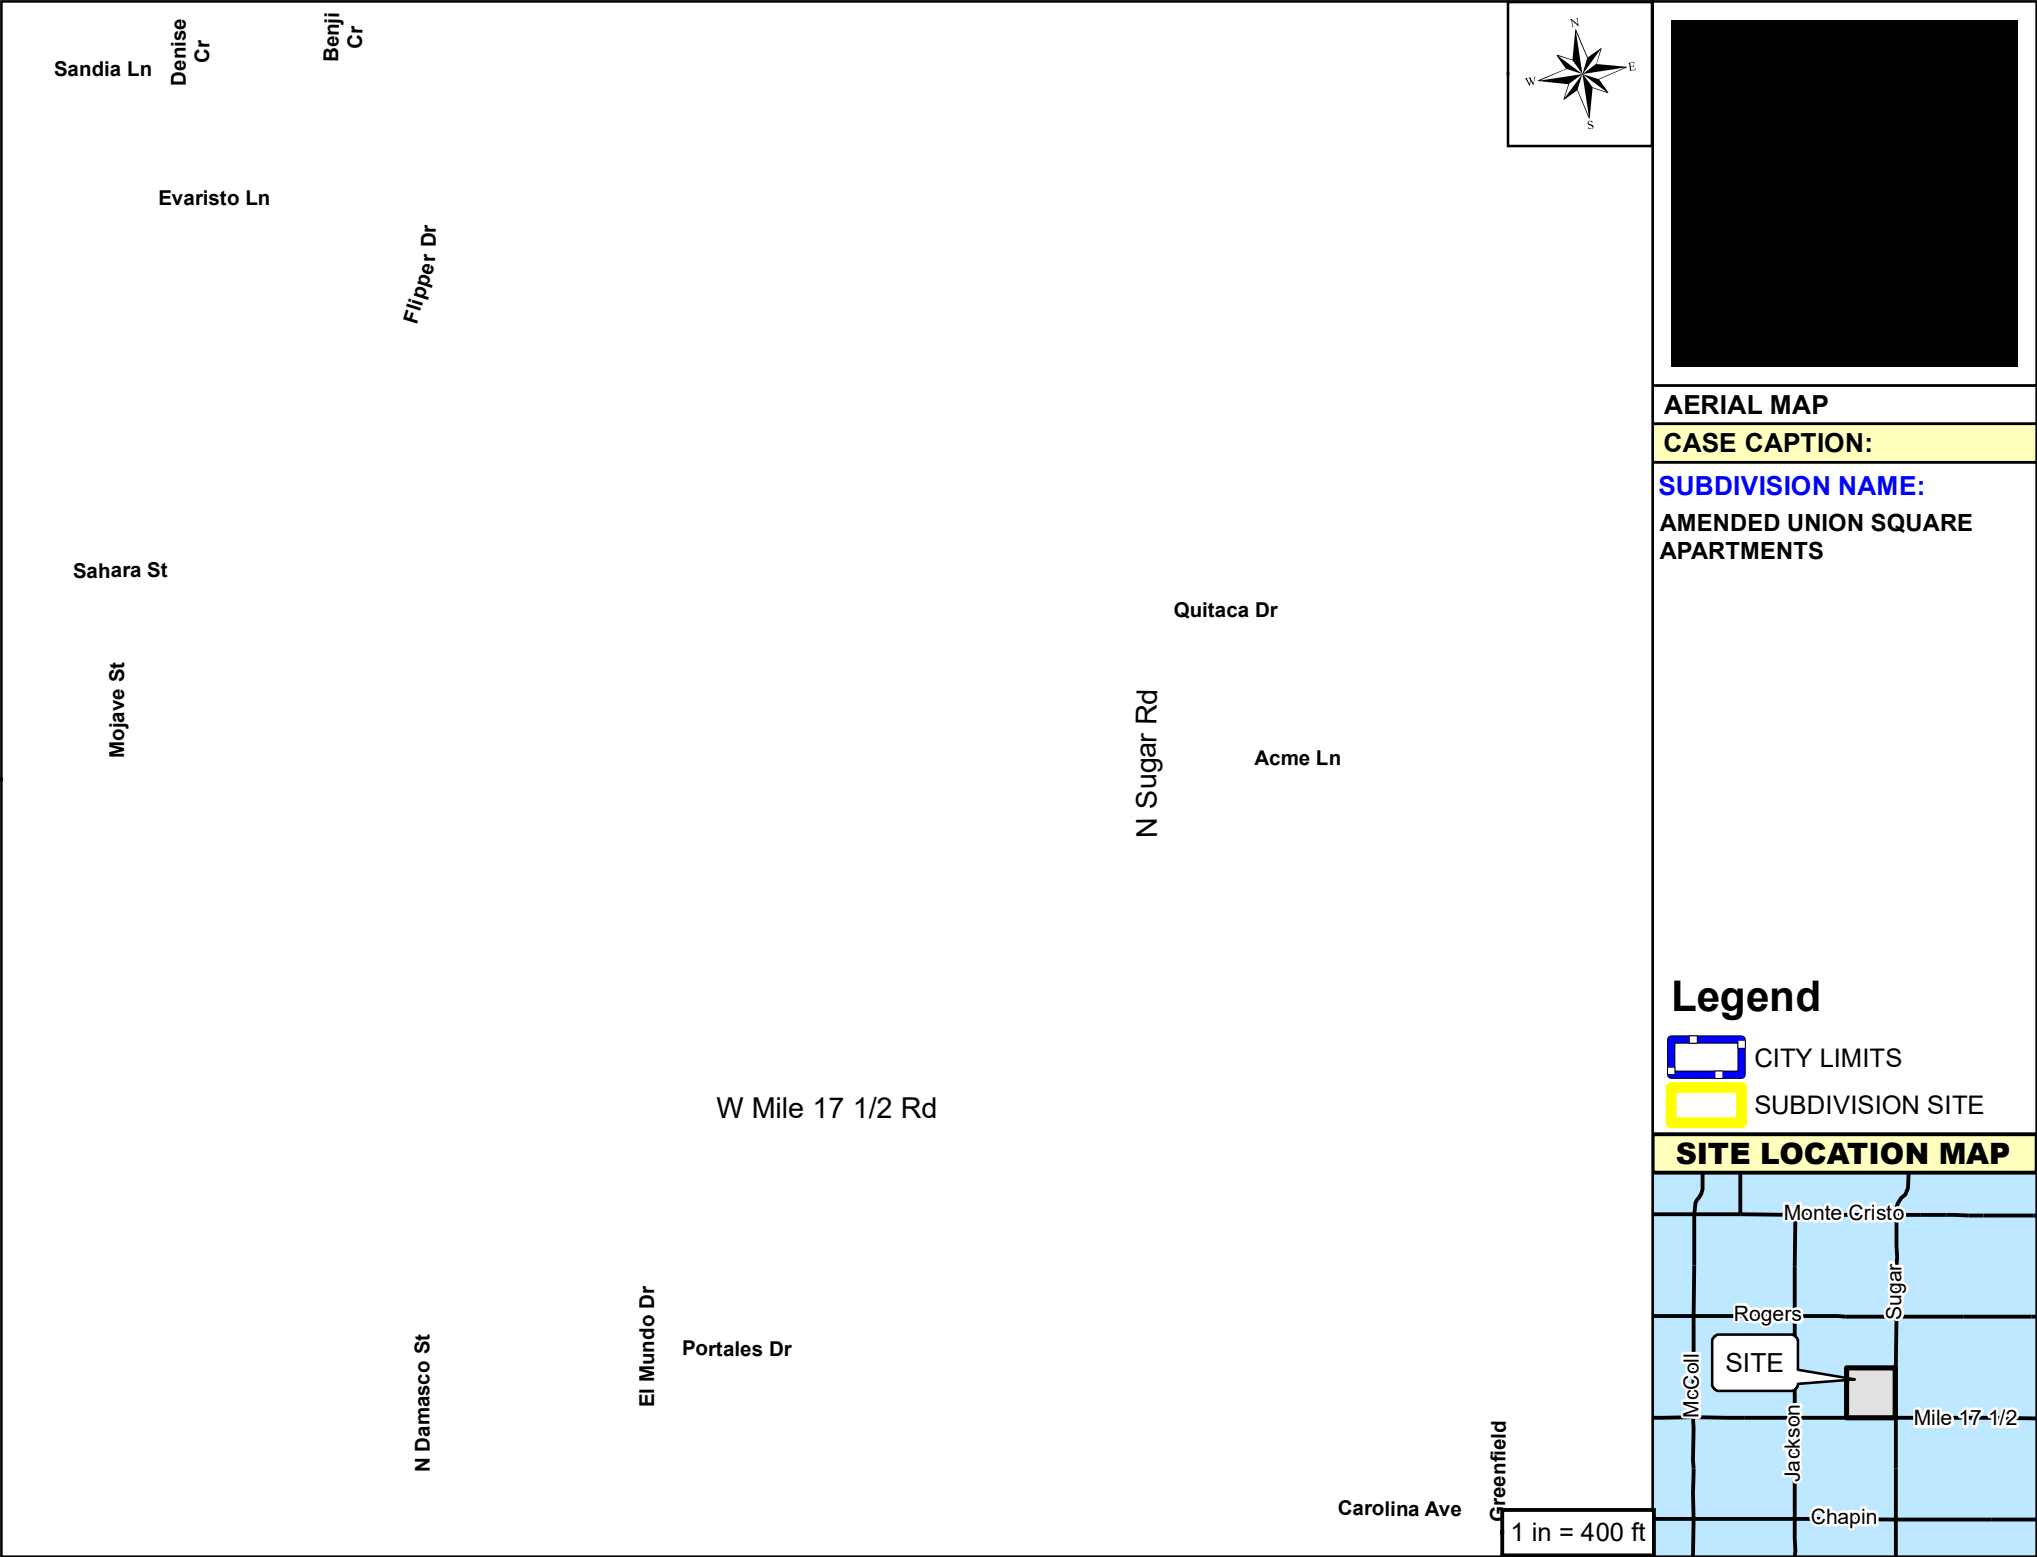 Denise
Cr
Benji
Cr
Sandia Ln
Evaristo Ln
Flipper Dr
Sahara St
Mojave St
Quitaca Dr
N Sugar Rd
Acme Ln
W Mile 17 1/2 Rd
El Mundo Dr
Portales Dr
N Damasco St
Carolina Ave
Greenfield
1 in = 400 ft
N
W
E
S
AERIAL MAP
CASE CAPTION:
SUBDIVISION NAME:
AMENDED UNION SQUARE
APARTMENTS
Legend
CITY LIMITS
SUBDIVISION SITE
SITE LOCATION MAP
Monte Cristo
Sugar
Rogers
SITE
McColl
Jackson
Mile 17 1/2
Chapin